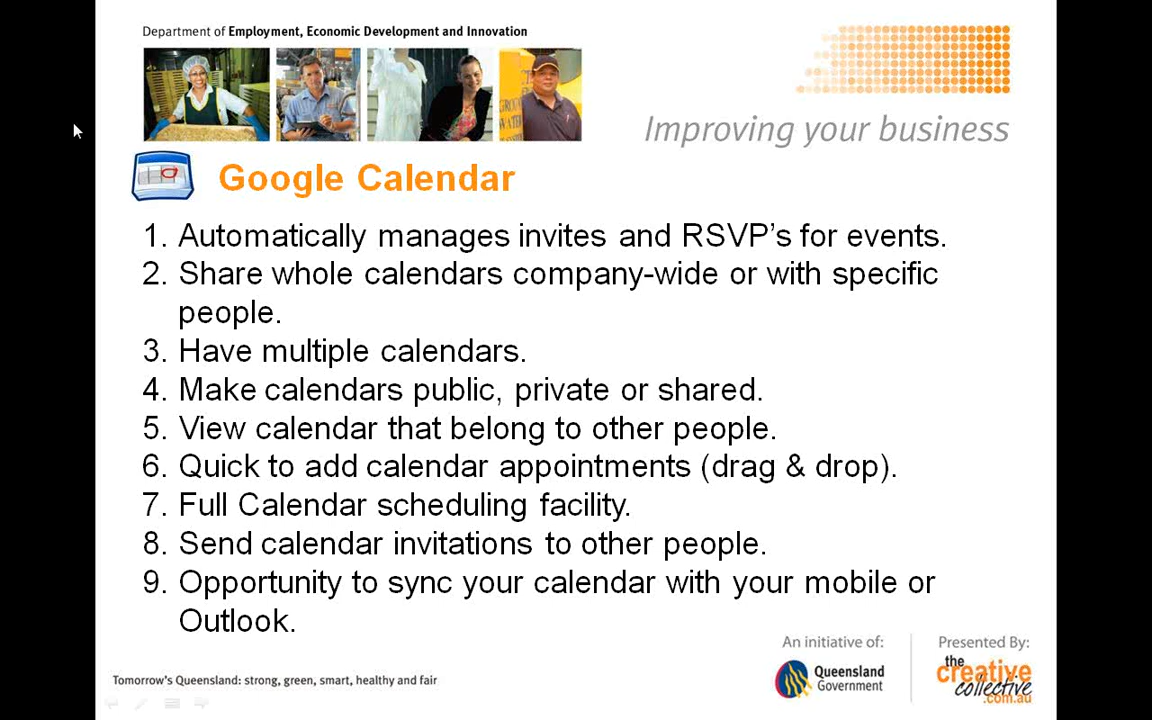 Department of Employment, Economic Development and Innovation
Improving your business
Google Calendar
1. Automatically manages invites and RSVP's for events.
2. Share whole calendars company-wide or with specific
people.
3. Have multiple calendars.
4. Make calendars public, private or shared.
5. View calendar that belong to other people.
6. Quick to add calendar appointments (drag & drop).
7. Full Calendar scheduling facility.
8. Send calendar invitations to other people.
9. Opportunity to sync your calendar with your mobile or
Outlook.
An initiative of:
Queensland
Government
Presented By:
the
creative
collective
.com.au
Tomorrow's Queensland: strong, green, smart, healthy and fair